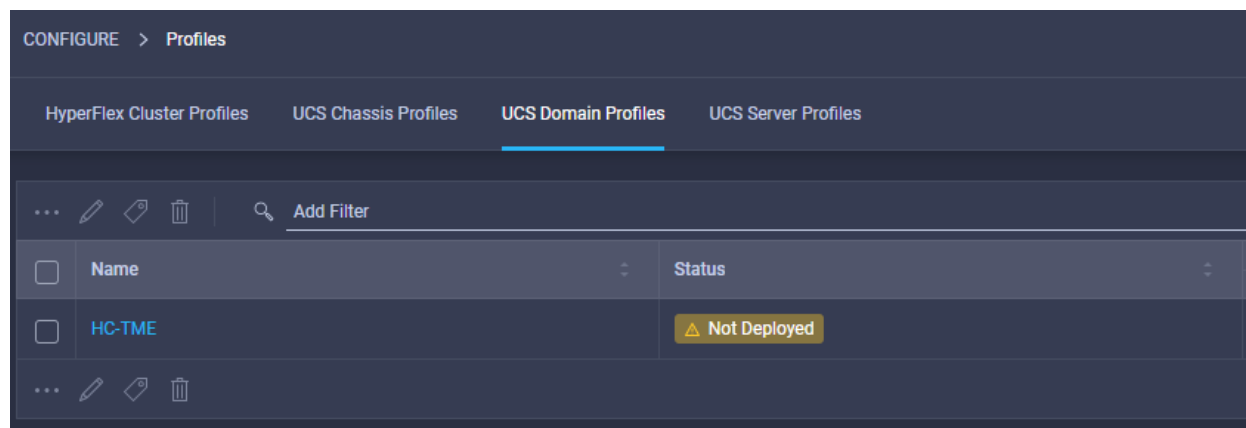 CONFIGURE > Profiles
HyperFlex Cluster Profiles UCS Chassis Profiles UCS Domain Profiles UCS Server Profiles
Add Filter
Name Status
HC-TME Not Deployed